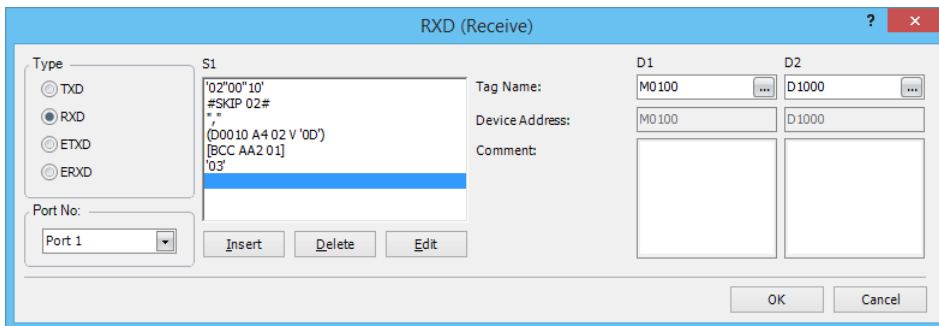 RXD (Receive)
?
×
Type
TXD
RXD
ETXD
ERXD
Port No:
Port 1
S1
'02''00''10'
#SKIP 02#
","
(D0010 A4 02 V '0D')
[BCC AA2 01]
'03'
Insert Delete Edit
D1 D2
Tag Name: M0100 ... D1000 ...
Device Address: M0100 D1000
Comment:
OK Cancel